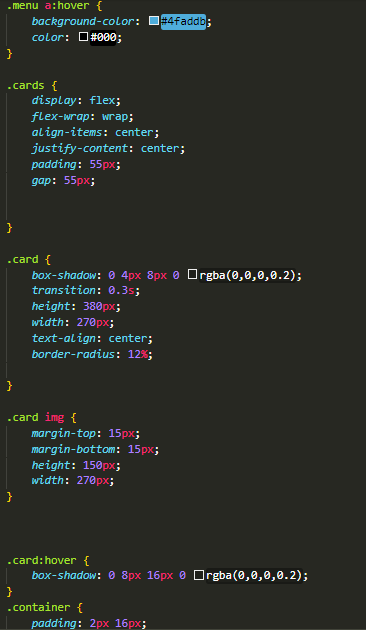 .menu a:hover {
background-color: #4faddb;
color: #000;
}
.cards {
display: flex;
flex-wrap: wrap;
align-items: center;
justify-content: center;
padding: 55px;
gap: 55px;
}
.card {
box-shadow: 0 4px 8px 0 rgba(0,0,0,0.2);
transition: 0.3s;
height: 380px;
width: 270px;
text-align: center;
border-radius: 12%;
}
.card img {
margin-top: 15px;
margin-bottom: 15px;
height: 150px;
width: 270px;
}
.card:hover {
box-shadow: 0 8px 16px 0 rgba(0,0,0,0.2);
}
.container {
padding: 2px 16px;